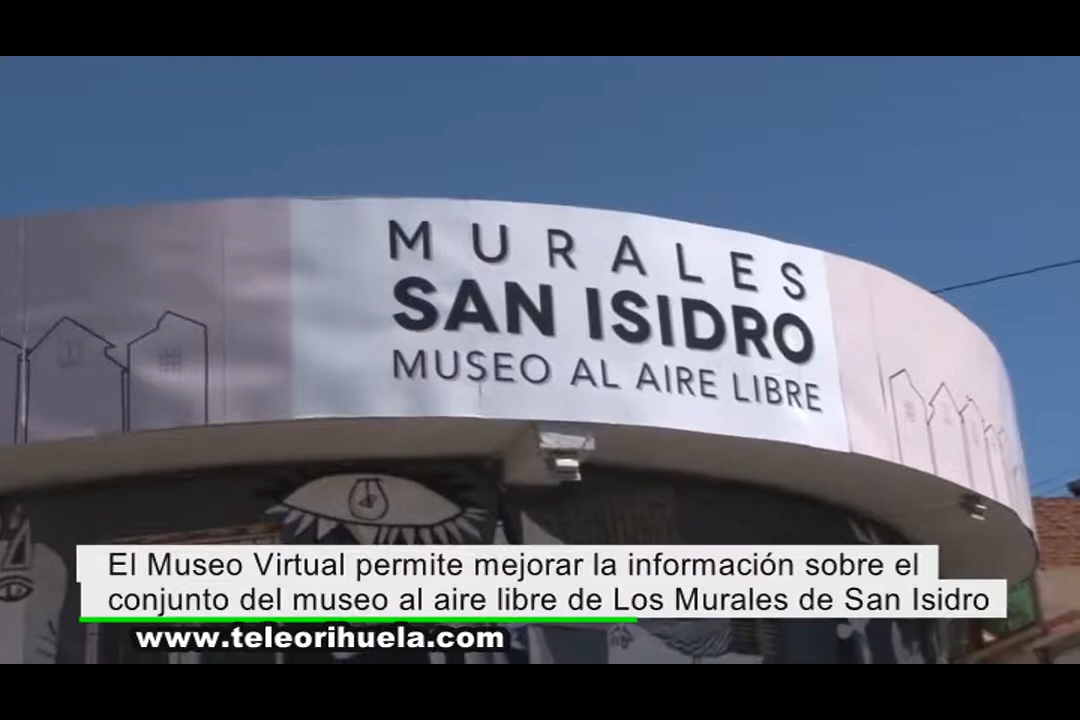 MURALES
SAN ISIDRO
MUSEO AL AIRE LIBRE
El Museo Virtual permite mejorar la información sobre el
conjunto del museo al aire libre de Los Murales de San Isidro
www.teleorihuela.com